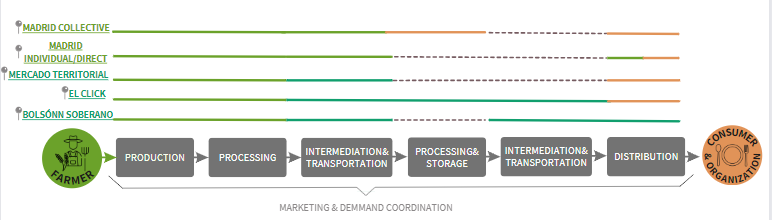 MADRID COLLECTIVE
MADRID
INDIVIDUAL/DIRECT
MERCADO TERRITORIAL
EL CLICK
BOLSÓNN SOBERANO
FARMER
PRODUCTION
PROCESSING
INTERMEDIATION&
TRANSPORTATION
PROCESSING&
STORAGE
INTERMEDIATION&
TRANSPORTATION
DISTRIBUTION
CONSUMER
& ORGANIZATION
MARKETING & DEMMAND COORDINATION